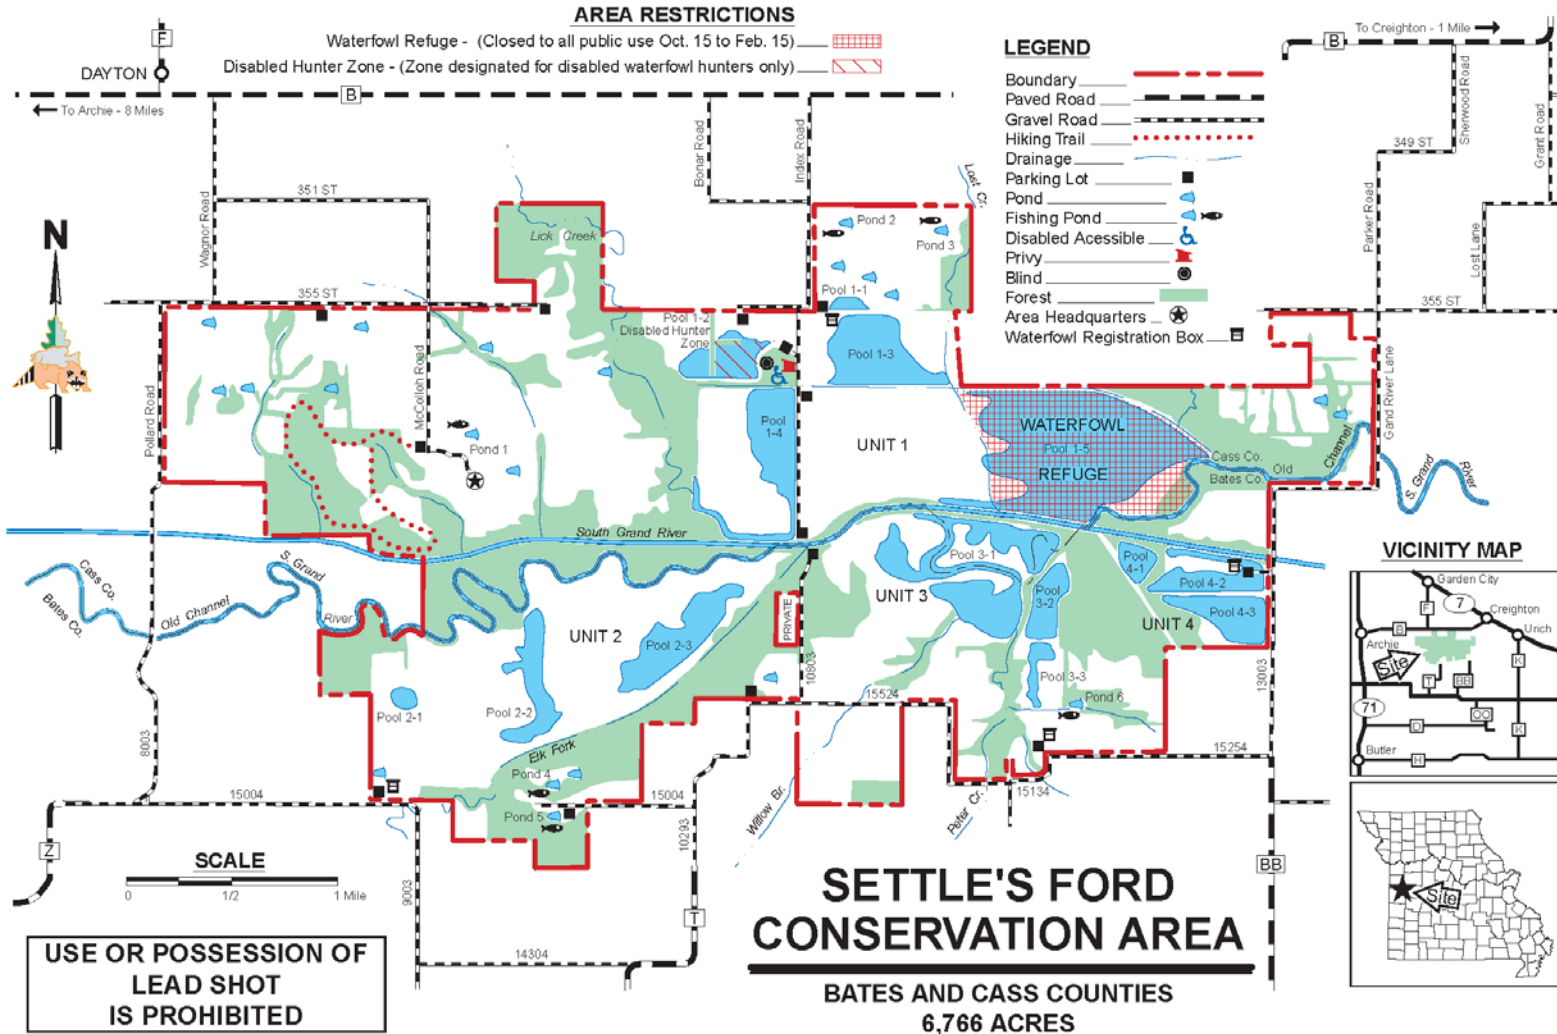 AREA RESTRICTIONS
Waterfowl Refuge - (Closed to all public use Oct. 15 to Feb. 15)
Disabled Hunter Zone - (Zone designated for disabled waterfowl hunters only)
F
DAYTON
B
To Archie - 8 Miles
To Creighton - 1 Mile
B
LEGEND
Boundary
Paved Road
Gravel Road
Hiking Trail
Drainage
Parking Lot
Pond
Fishing Pond
Disabled Acessible
Privy
Blind
Forest
Area Headquarters
Waterfowl Registration Box
Wagnor Road
351 ST
Bonar Road
Index Road
Lost Cr.
Sherwood Road
Grant Road
349 ST
Parker Road
Lost Lane
N
Lick Creek
Pond 2
Pond 3
355 ST
Pool 1-1
355 ST
Pool 1-2
Disabled Hunter
Zone
Pool 1-3
Pollard Road
McColloh Road
Gand River Lane
Pond 1
Pool
1-4
UNIT 1
WATERFOWL
Pool 1-5
REFUGE
Cass Co.
Bates Co.
Old
Channel
S. Grand
River
South Grand River
Cass Co.
Bates Co.
Old Channel
S. Grand
River
Pool 3-1
Pool
4-1
Pool 4-2
Pool
3-2
Pool 4-3
UNIT 3
UNIT 4
UNIT 2
PRIVATE
Pool 2-3
10803
13003
Pool 3-3
15524
Pond 6
Pool 2-1
Pool 2-2
8003
Elk Fork
15254
Pond 4
15004
15004
Pond 5
Willow Br.
Peter Cr.
15134
Z
10293
9003
T
14304
BB
SCALE
0
1/2
1 Mile
USE OR POSSESSION OF
LEAD SHOT
IS PROHIBITED
SETTLE'S FORD
CONSERVATION AREA
BATES AND CASS COUNTIES
6,766 ACRES
VICINITY MAP
Garden City
F
7
Creighton
Urich
B
Archie
Site
K
T
BB
71
OO
D
K
Butler
H
Site